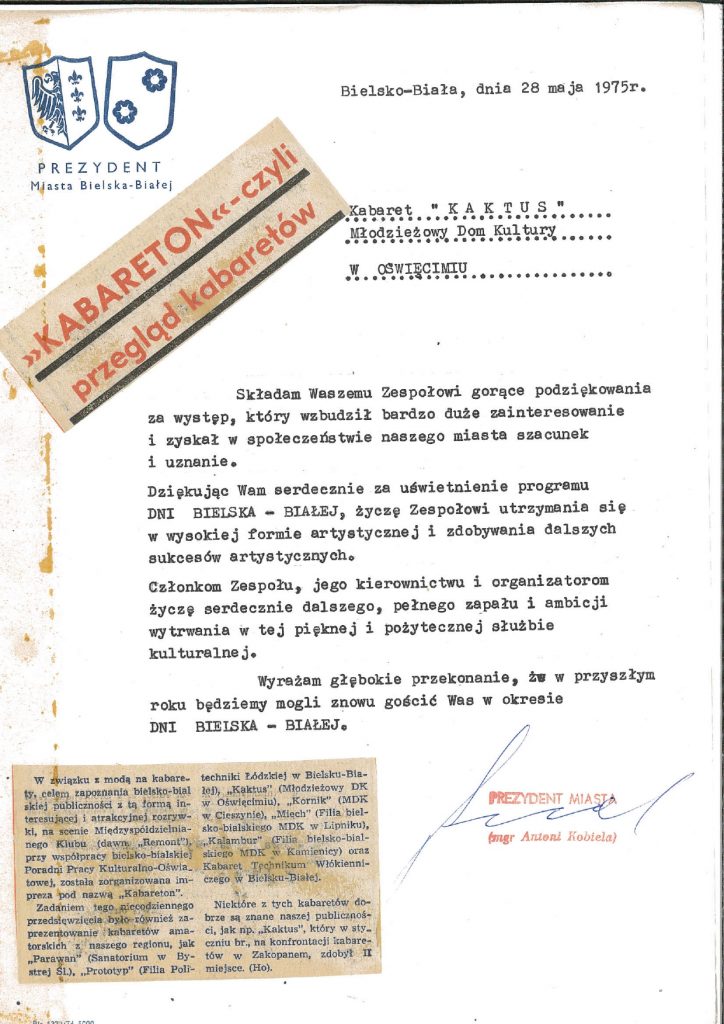 PREZYDENT
Miasta Bielska-Białej
Bielsko-Biała, dnia 28 maja 1975r.
»KABARETON«-czyli
przegląd kabaretów
Kabaret " K A K T U S "
Młodzieżowy Dom Kultury
W OŚWIĘCIMIU
Składam Waszemu Zespołowi gorące podziękowania
za występ, który wzbudził bardzo duże zainteresowanie
i zyskał w społeczeństwie naszego miasta szacunek
i uznanie.
Dziękując Wam serdecznie za uświetnienie programu
DNI BIELSKA - BIAŁEJ, życzę Zespołowi utrzymania się
w wysokiej formie artystycznej i zdobywania dalszych
sukcesów artystycznych.
Członkom Zespołu, jego kierownictwu i organizatorom
życzę serdecznie dalszego, pełnego zapału i ambicji
wytrwania w tej pięknej i pożytecznej służbie
kulturalnej.
Wyrażam głębokie przekonanie, że w przyszłym
roku będziemy mogli znowu gościć Was w okresie
DNI BIELSKA - BIAŁEJ.
PREZYDENT MIASTA
(mgr Antoni Kobiela)
W związku z modą na kabare-
ty, celem zapoznania bielsko-bial
skiej publiczności z tą formą in-
teresującej i atrakcyjnej rozryw-
ki, na scenie Międzyspółdzielnia-
nego Klubu (dawn. „Remont"),
przy współpracy bielsko-bialskiej
Poradni Pracy Kulturalno-Oświa-
towej, została zorganizowana im-
preza pod nazwą „Kabareton".
Zadaniem tego niecodziennego
przedsięwzięcia było również za-
prezentowanie kabaretów ama-
torskich z naszego regionu, jak
„Parawan" (Sanatorium w By-
strej Śl.), „Prototyp" (Filia Poli-
techniki Łódzkiej w Bielsku-Bia-
łej), „Kaktus" (Młodzieżowy DK
w Oświęcimiu), „Kornik" (MDK
w Cieszynie), „Miech" (Filia biel-
sko-bialskiego MDK w Lipniku),
„Kalambur" (Filia bielsko-bial-
skiego MDK w Kamienicy) oraz
Kabaret Technikum Włókienni-
czego w Bielsku-Białej.
Niektóre z tych kabaretów do-
brze są znane naszej publicznoś-
ci, jak np. „Kaktus", który w sty-
czniu br., na konfrontacji kabare-
tów w Zakopanem, zdobył II
miejsce. (Ho).